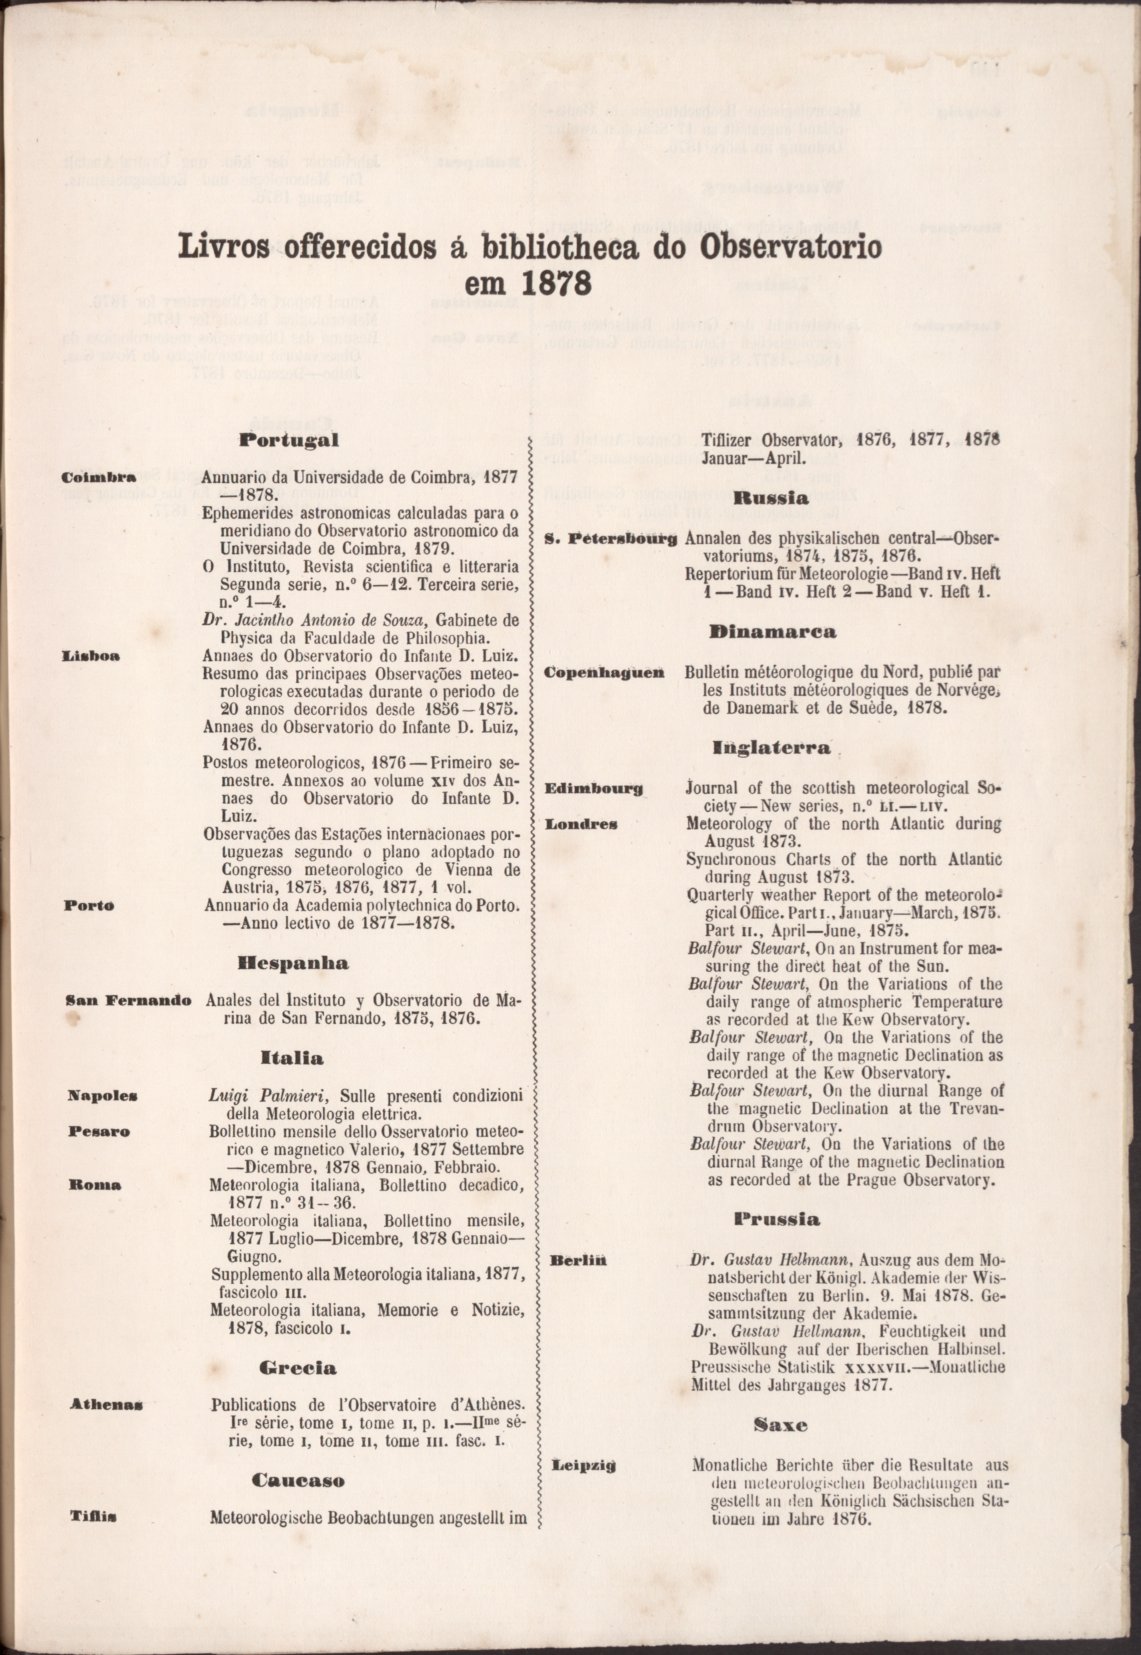 Livros offerecidos á bibliotheca do Observatorio
em 1878
Portugal
Coimbra Annuario da Universidade de Coimbra, 1877
—1878.
Ephemerides astronomicas calculadas para o
meridiano do Observatorio astronomico da
Universidade de Coimbra, 1879.
O Instituto, Revista scientifica e litteraria
Segunda serie, n.º 6—12. Terceira serie,
n.º 1—4.
Dr. Jacintho Antonio de Souza, Gabinete de
Physica da Faculdade de Philosophia.
Lisboa Annaes do Observatorio do Infante D. Luiz.
Resumo das principaes Observações meteo-
rologicas executadas durante o periodo de
20 annos decorridos desde 1856—1875.
Annaes do Observatorio do Infante D. Luiz,
1876.
Postos meteorologicos, 1876—Primeiro se-
mestre. Annexos ao volume XIV dos An-
naes do Observatorio do Infante D.
Luiz.
Observações das Estações internacionaes por-
tuguezas segundo o plano adoptado no
Congresso meteorologico de Vienna de
Austria, 1875, 1876, 1877, 1 vol.
Porto Annuario da Academia polytechnica do Porto.
—Anno lectivo de 1877—1878.
Hespanha
San Fernando Anales del Instituto y Observatorio de Ma-
rina de San Fernando, 1875, 1876.
Italia
Napoles Luigi Palmieri, Sulle presenti condizioni
della Meteorologia elettrica.
Pesaro Bollettino mensile dello Osservatorio meteo-
rico e magnetico Valerio, 1877 Settembre
—Dicembre, 1878 Gennaio, Febbraio.
Roma Meteorologia italiana, Bollettino decadico,
1877 n.º 31—36.
Meteorologia italiana, Bollettino mensile,
1877 Luglio—Dicembre, 1878 Gennaio—
Giugno.
Supplemento alla Meteorologia italiana, 1877,
fascicolo III.
Meteorologia italiana, Memorie e Notizie,
1878, fascicolo I.
Grecia
Athenas Publications de l'Observatoire d'Athènes.
Ire série, tome I, tome II, p. I.—IIme sé-
rie, tome I, tome II, tome III. fasc. I.
Caucaso
Tiflis Meteorologische Beobachtungen angestellt im
Tiflizer Observator, 1876, 1877, 1878
Januar—April.
Russia
S. Petersbourg Annalen des physikalischen central—Obser-
vatoriums, 1874, 1875, 1876.
Repertorium für Meteorologie—Band IV. Heft
1—Band IV. Heft 2—Band V. Heft 1.
Dinamarca
Copenhaguen Bulletin météorologique du Nord, publié par
les Instituts météorologiques de Norvége,
de Danemark et de Suède, 1878.
Inglaterra
Edimbourg Journal of the scottish meteorological So-
ciety—New series, n.º LI.—LIV.
Londres Meteorology of the north Atlantic during
August 1873.
Synchronous Charts of the north Atlantic
during August 1873.
Quarterly weather Report of the meteorolo-
gical Office. Part I., January—March, 1875.
Part II., April—June, 1875.
Balfour Stewart, On an Instrument for mea-
suring the direct heat of the Sun.
Balfour Stewart, On the Variations of the
daily range of atmospheric Temperature
as recorded at the Kew Observatory.
Balfour Stewart, On the Variations of the
daily range of the magnetic Declination as
recorded at the Kew Observatory.
Balfour Stewart, On the diurnal Range of
the magnetic Declination at the Trevan-
drum Observatory.
Balfour Stewart, On the Variations of the
diurnal Range of the magnetic Declination
as recorded at the Prague Observatory.
Prussia
Berlin Dr. Gustav Hellmann, Auszug aus dem Mo-
natsbericht der Königl. Akademie der Wis-
senschaften zu Berlin. 9. Mai 1878. Ge-
sammtsitzung der Akademie.
Dr. Gustav Hellmann, Feuchtigkeit und
Bewölkung auf der Iberischen Halbinsel.
Preussische Statistik XXXXVII.—Monatliche
Mittel des Jahrganges 1877.
Saxe
Leipzig Monatliche Berichte über die Resultate aus
den meteorologischen Beobachtungen an-
gestellt an den Königlich Sächsischen Sta-
tionen im Jahre 1876.